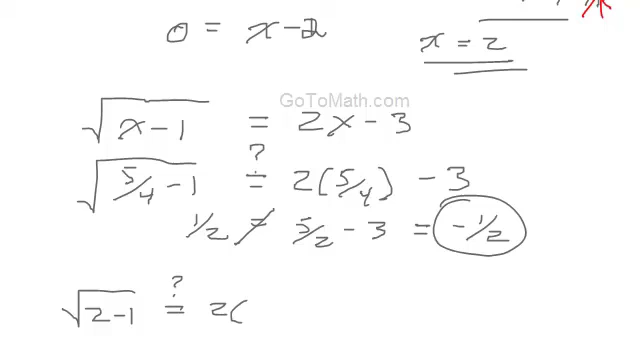 0 = x - 2
x = 2
GoToMath.com
√(x - 1) = 2x - 3
√(5/4 - 1) ≟ 2(5/4) - 3
1/2 ≠ 5/2 - 3 = -1/2
√(2 - 1) ≟ 2(